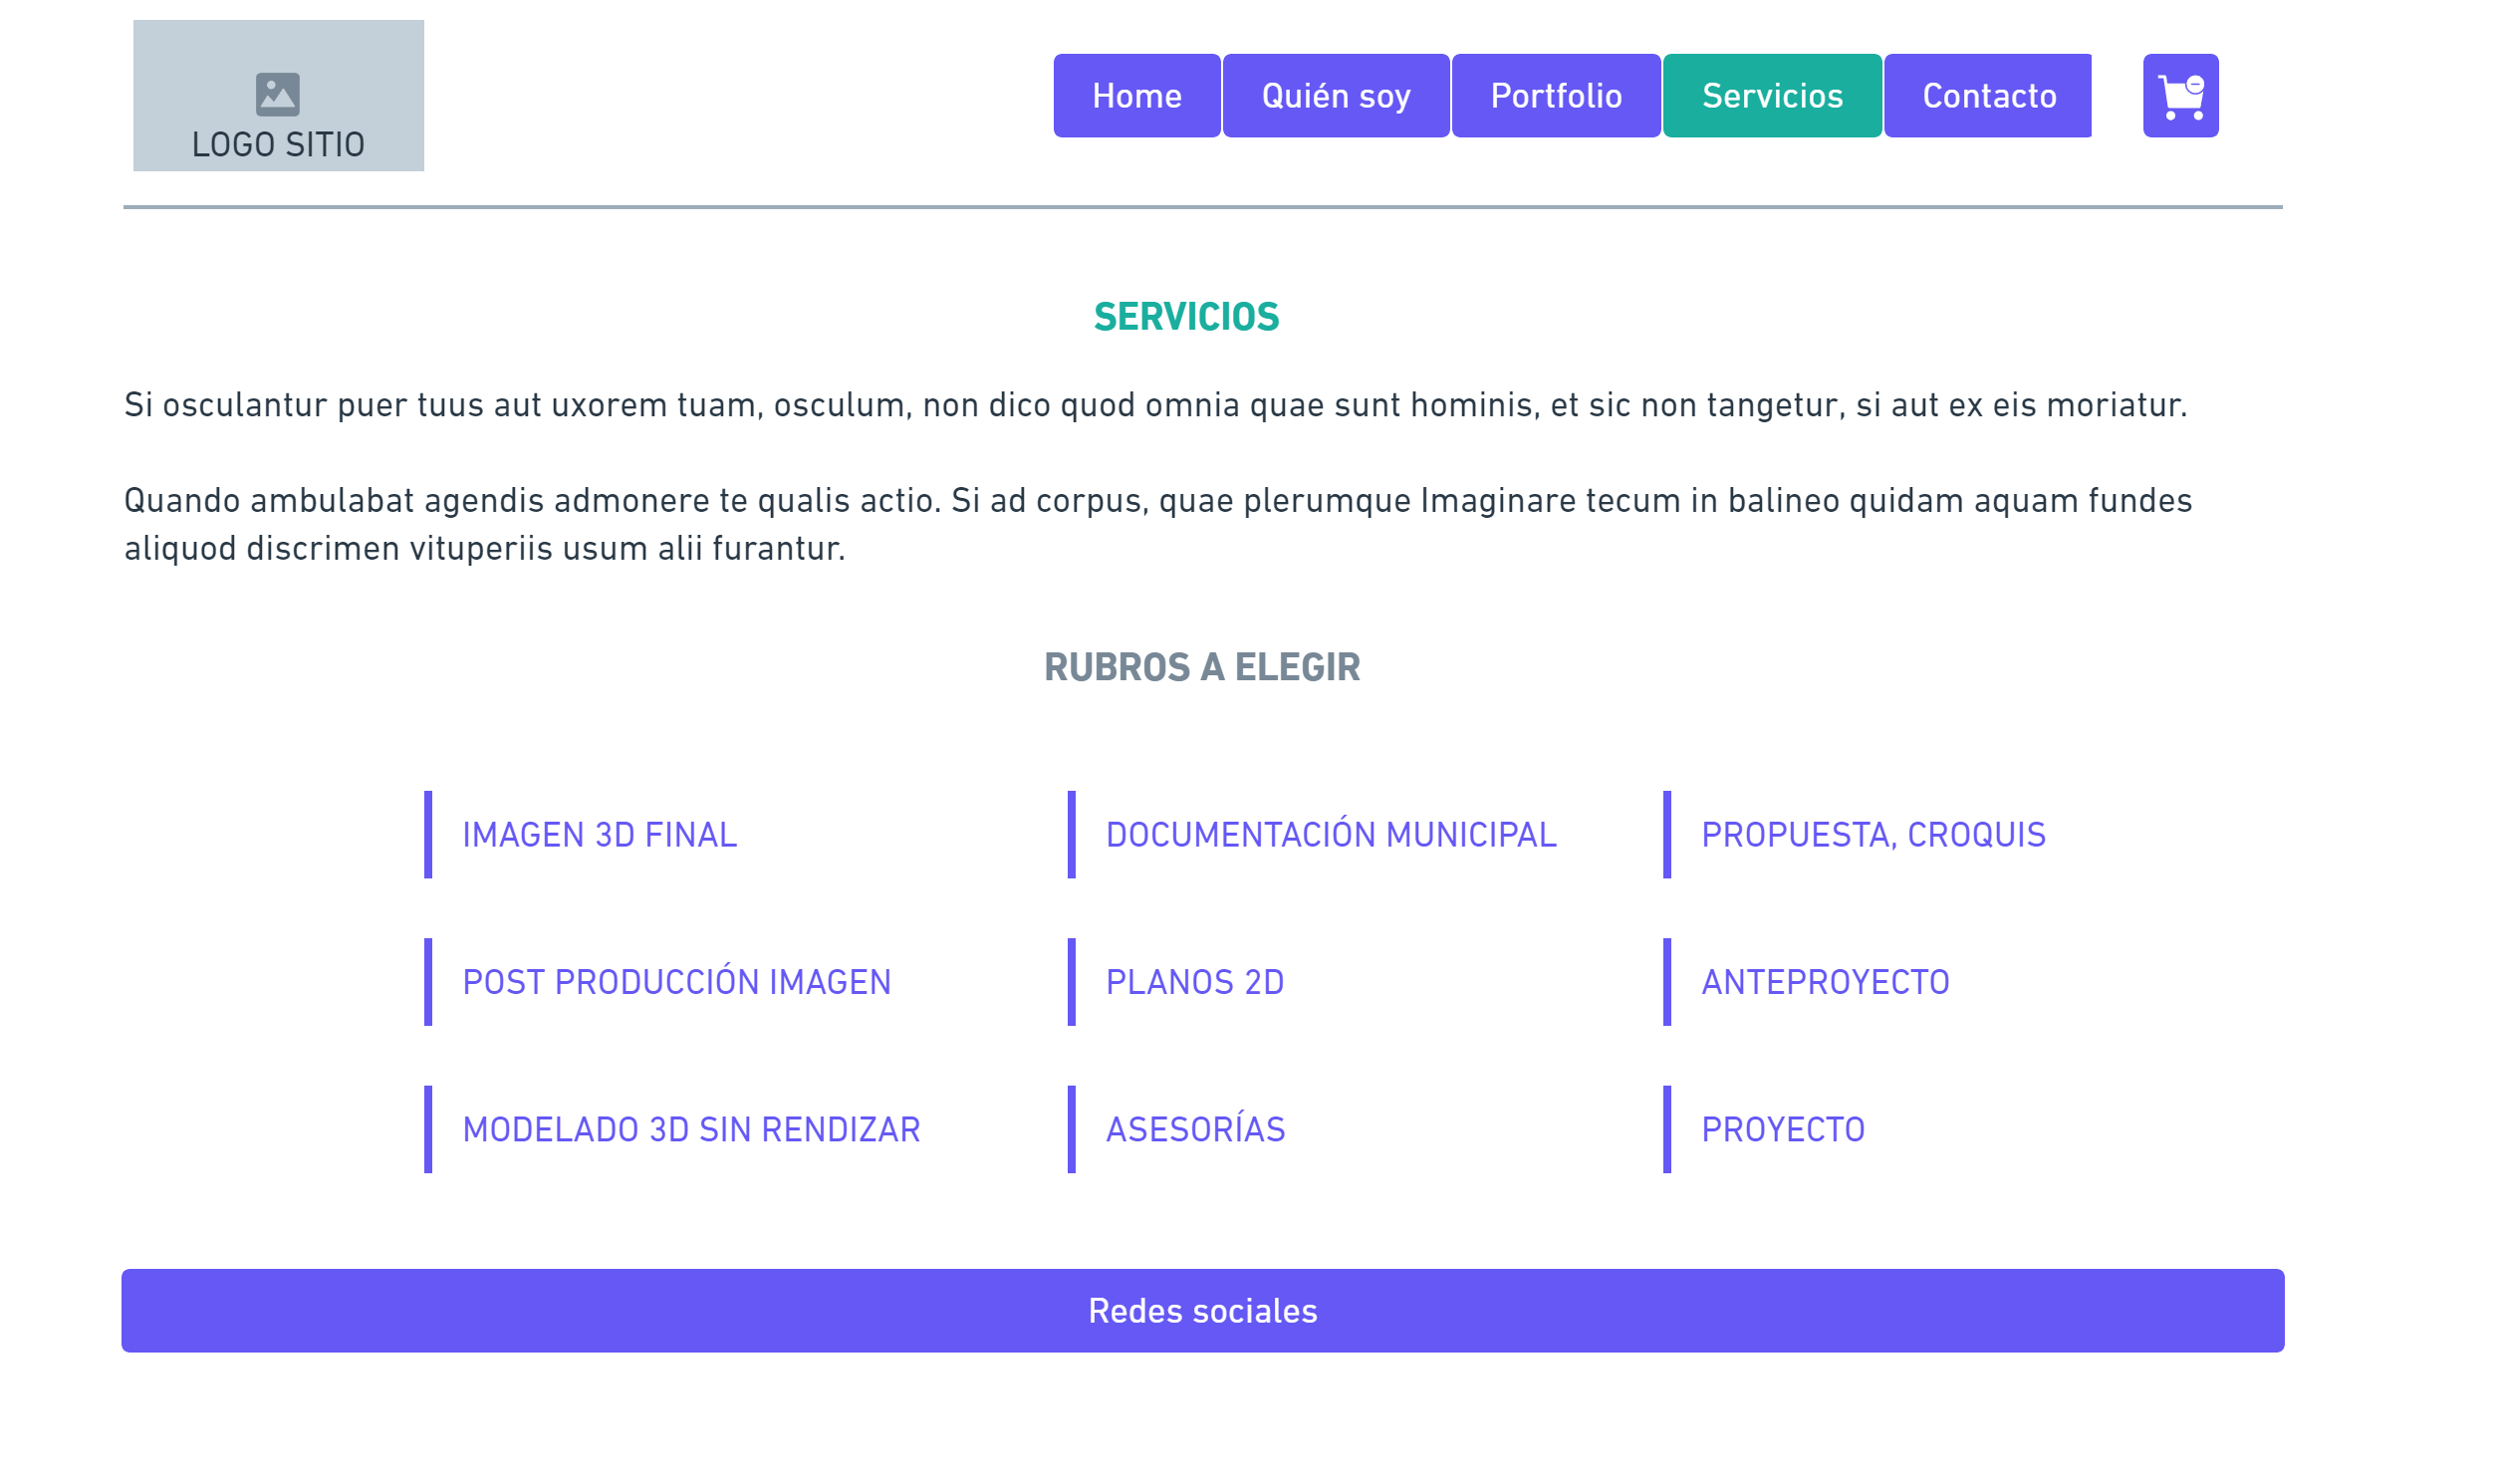 LOGO SITIO
Home
Quién soy
Portfolio
Servicios
Contacto
SERVICIOS
Si osculantur puer tuus aut uxorem tuam, osculum, non dico quod omnia quae sunt hominis, et sic non tangetur, si aut ex eis moriatur.
Quando ambulabat agendis admonere te qualis actio. Si ad corpus, quae plerumque Imaginare tecum in balineo quidam aquam fundes
aliquod discrimen vituperiis usum alii furantur.
RUBROS A ELEGIR
IMAGEN 3D FINAL
DOCUMENTACIÓN MUNICIPAL
PROPUESTA, CROQUIS
POST PRODUCCIÓN IMAGEN
PLANOS 2D
ANTEPROYECTO
MODELADO 3D SIN RENDIZAR
ASESORÍAS
PROYECTO
Redes sociales